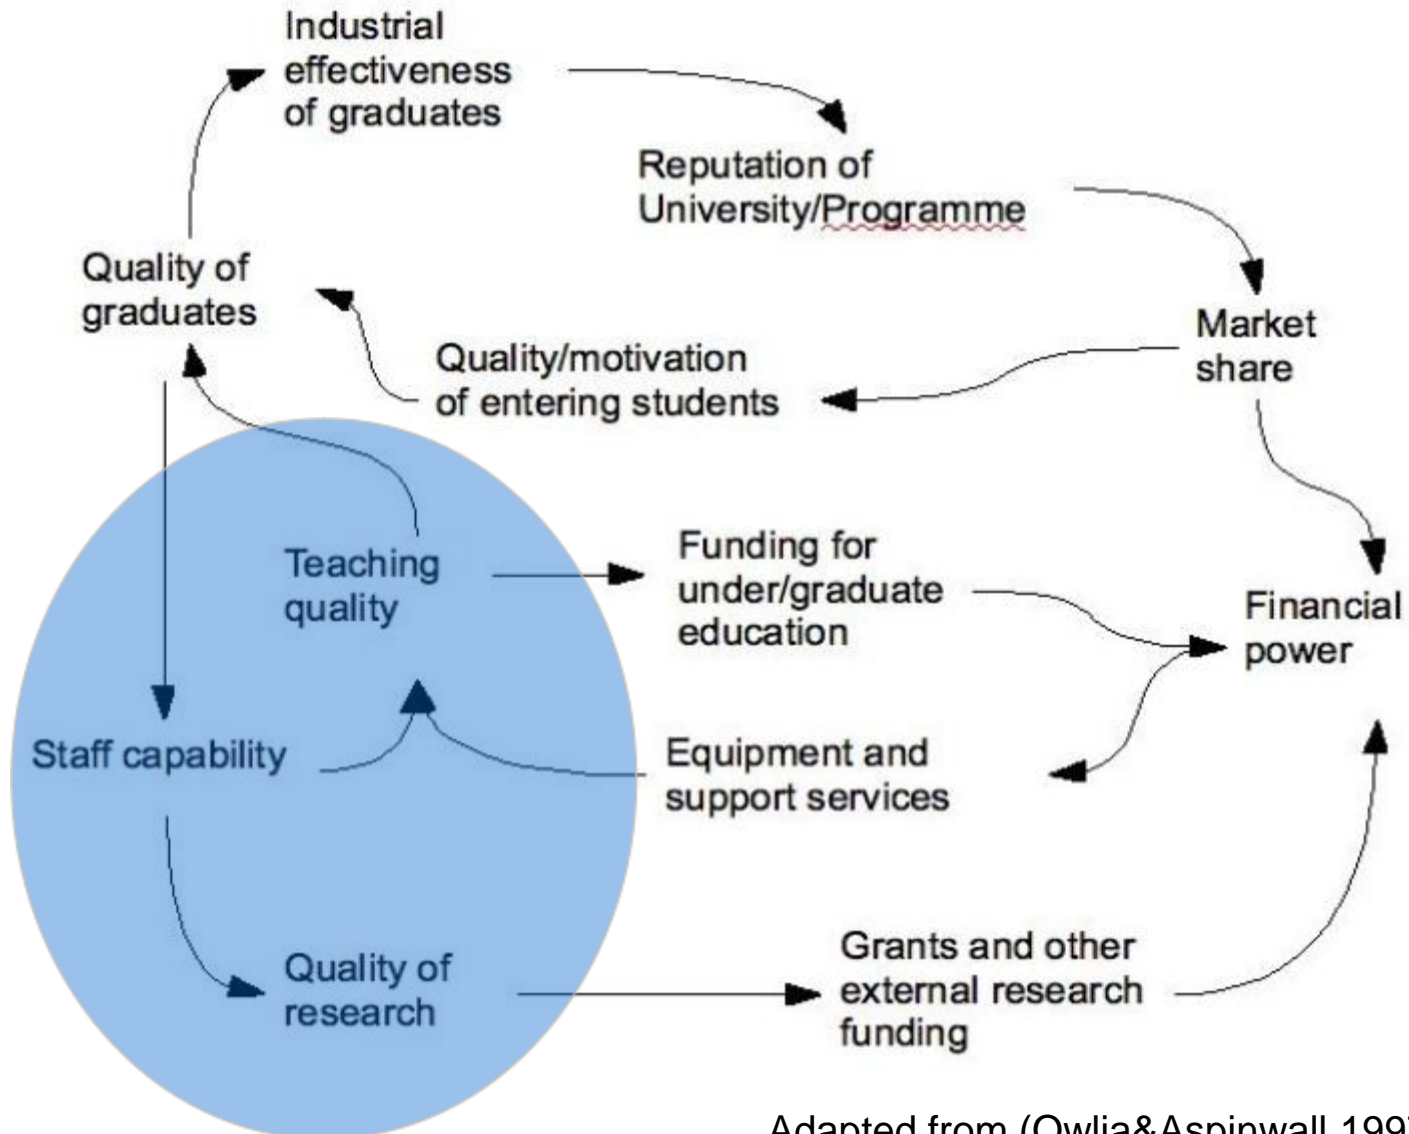 Industrial
effectiveness
of graduates
Reputation of
University/Programme
Quality of
graduates
Market
share
Quality/motivation
of entering students
Teaching
quality
Funding for
under/graduate
education
Financial
power
Staff capability
Equipment and
support services
Quality of
research
Grants and other
external research
funding
Adapted from (Owlia&Aspinwall 199